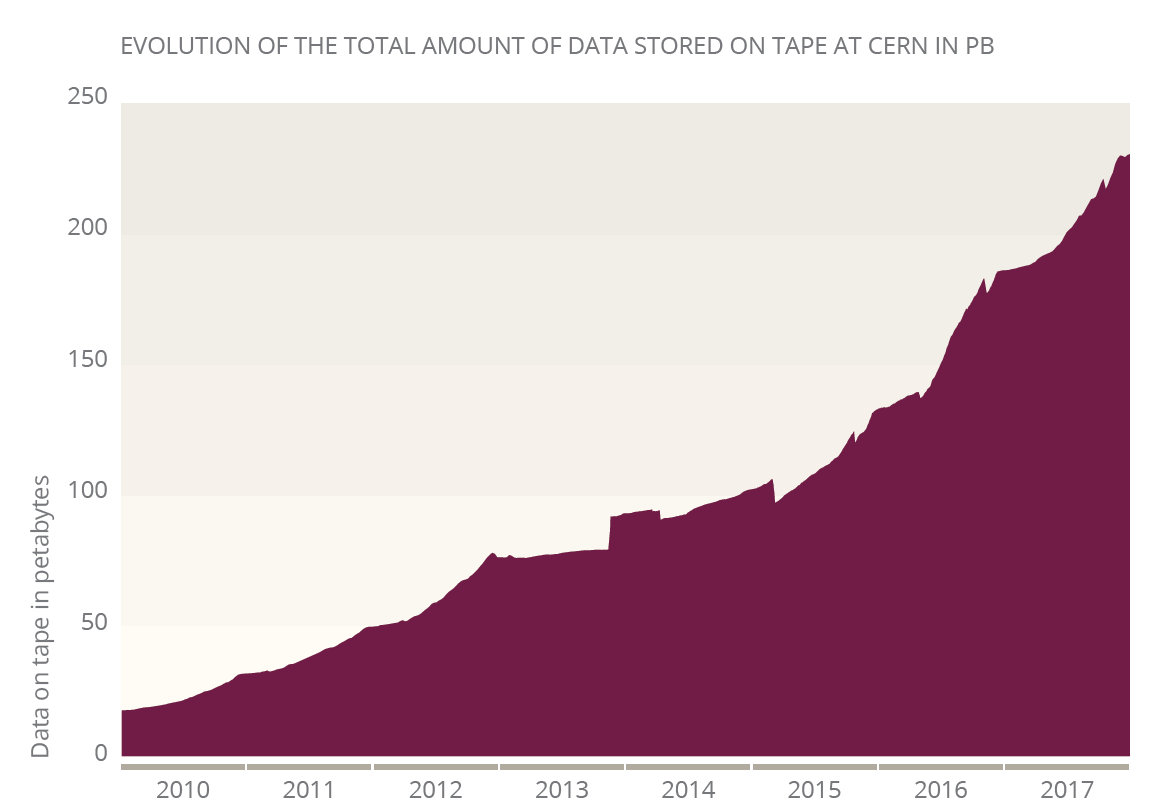 EVOLUTION OF THE TOTAL AMOUNT OF DATA STORED ON TAPE AT CERN IN PB
250
200
150
100
50
0
Data on tape in petabytes
2010 2011 2012 2013 2014 2015 2016 2017